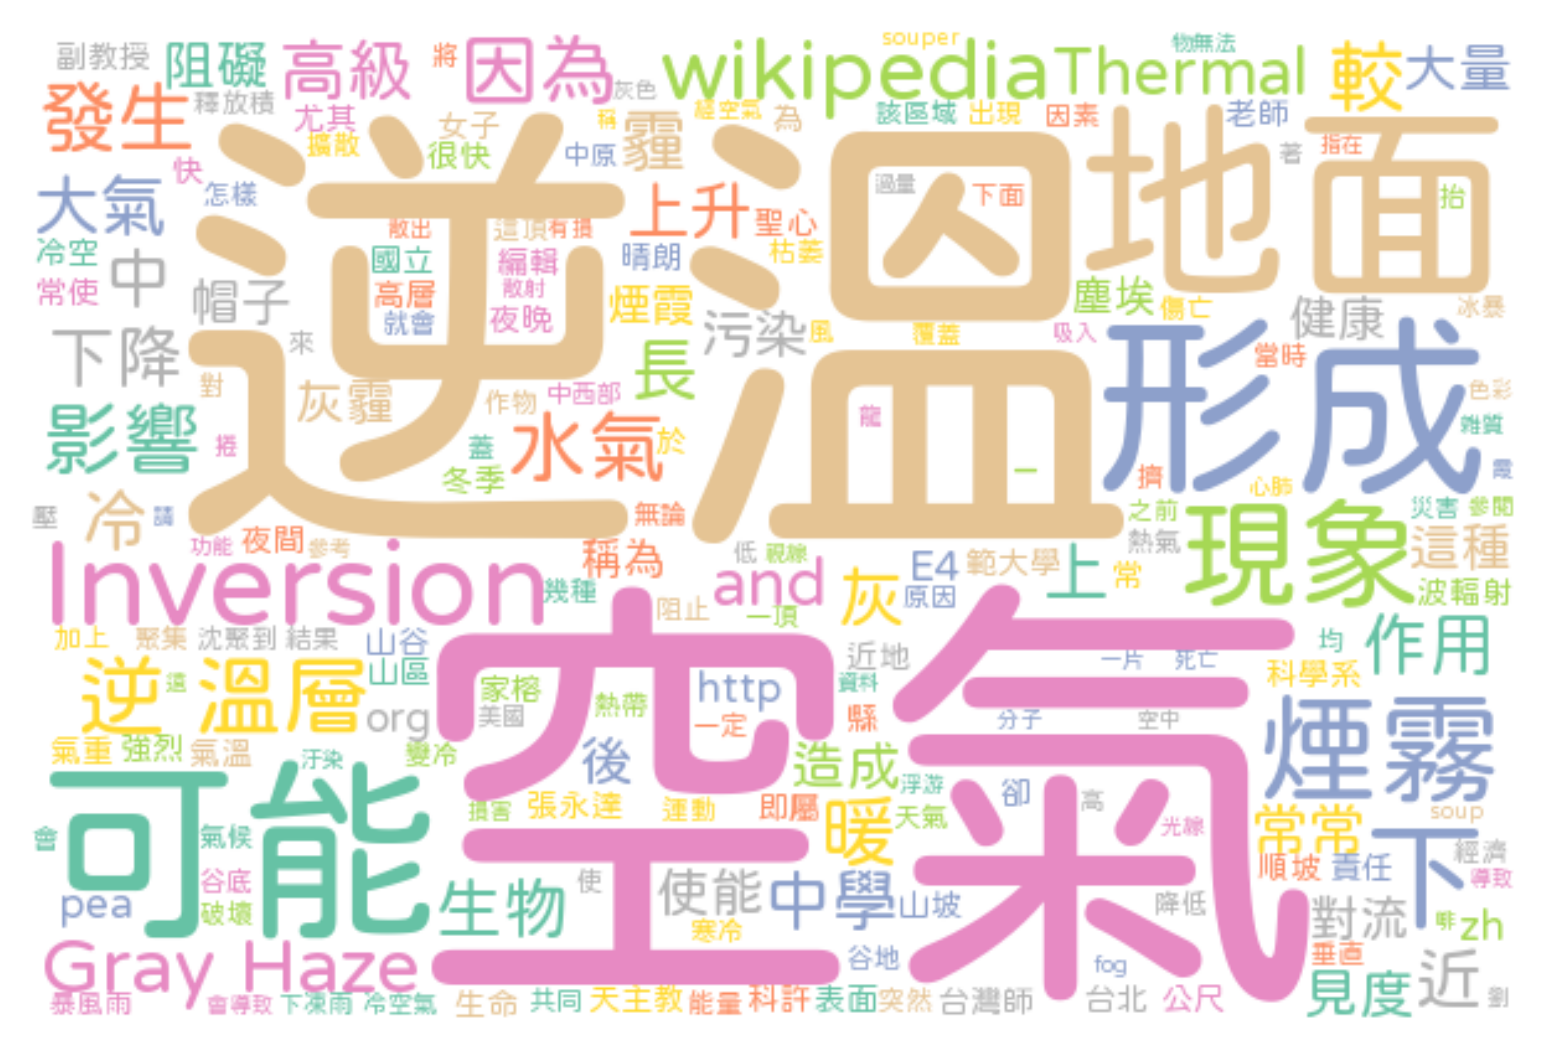 副教授
阻礙
高級
將
因為
souper
wikipedia
Thermal
物無法
較
大量
發生
釋放積
尤其
灰色
女子
稱
霾
經空氣
為
該區域
出現
因素
老師
指在
擴散
很快
中原
著
快
怎樣
大氣
逆溫
地面
過量
下面
抬
上升
聖心
散出
這頂
有損
冷空
中
國立
編輯
晴朗
枯萎
常使
帽子
高層
散射
就會
夜晚
煙霞
塵埃
傷亡
健康
冰暴
下降
來
污染
風
覆蓋
吸入
形成
當時
長
對
灰霾
作物
中西部
色彩
影響
捲
水氣
於
龍
雜質
蓋
冬季
一
擠
霞
心肺
壓
冷
請
無論
之前
現象
災害
參閱
功能
夜間
參考
稱為
低
視線
E4
範大學
上
常
熱氣
這種
Inversion
幾種
and
灰
原因
波輻射
阻止
一頂
加上
聚集
沈聚到
結果
山谷
近地
一片
死亡
均
作用
逆
這
溫層
山區
家榕
http
資料
科學系
org
美國
熱帶
一定
縣
空氣
分子
空中
煙霧
氣重
強烈
氣溫
汙染
變冷
後
造成
浮游
卻
可能
損害
張永達
運動
即屬
暖
天氣
高
光線
常常
soup
下
會
氣候
經濟
谷底
順坡
責任
導致
pea
破壞
生物
使
使能
中學
山坡
降低
對流
啡
zh
寒冷
Gray Haze
谷地
fog
垂直
見度
近
暴風雨
會導致
下凍雨
冷空氣
生命
共同
天主教
能量
科許
表面
突然
台灣師
台北
公尺
劉